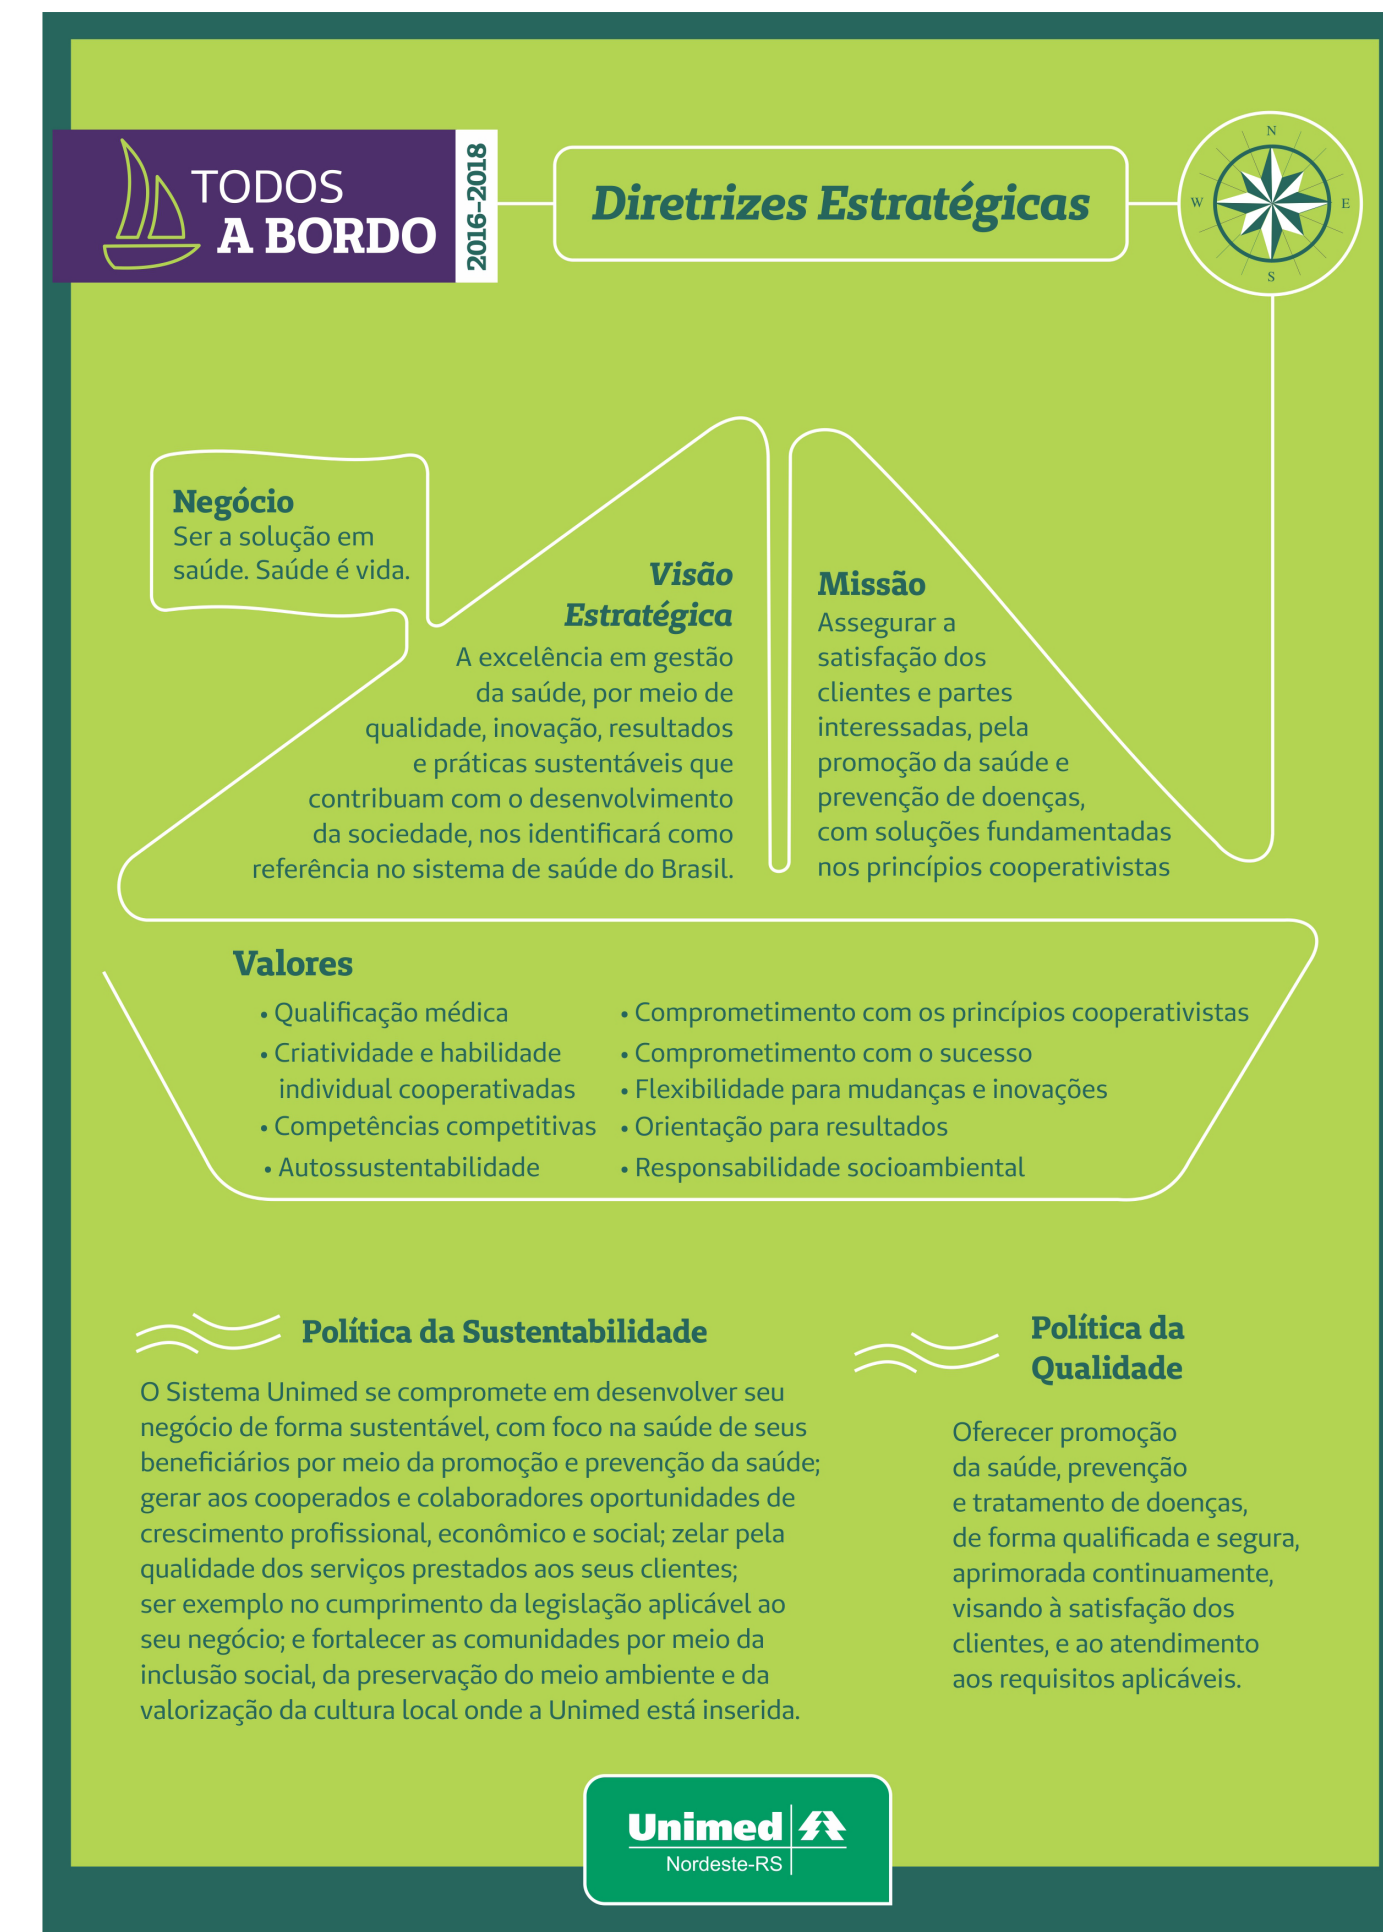 TODOS
A BORDO
2016-2018
Diretrizes Estratégicas
N
W
E
S
Negócio
Ser a solução em
saúde. Saúde é vida.
Visão
Estratégica
A excelência em gestão
da saúde, por meio de
qualidade, inovação, resultados
e práticas sustentáveis que
contribuam com o desenvolvimento
da sociedade, nos identificará como
referência no sistema de saúde do Brasil.
Missão
Assegurar a
satisfação dos
clientes e partes
interessadas, pela
promoção da saúde e
prevenção de doenças,
com soluções fundamentadas
nos princípios cooperativistas
Valores
• Qualificação médica
• Criatividade e habilidade
individual cooperativadas
• Competências competitivas
• Autossustentabilidade
• Comprometimento com os princípios cooperativistas
• Comprometimento com o sucesso
• Flexibilidade para mudanças e inovações
• Orientação para resultados
• Responsabilidade socioambiental
Política da Sustentabilidade
O Sistema Unimed se compromete em desenvolver seu
negócio de forma sustentável, com foco na saúde de seus
beneficiários por meio da promoção e prevenção da saúde;
gerar aos cooperados e colaboradores oportunidades de
crescimento profissional, econômico e social; zelar pela
qualidade dos serviços prestados aos seus clientes;
ser exemplo no cumprimento da legislação aplicável ao
seu negócio; e fortalecer as comunidades por meio da
inclusão social, da preservação do meio ambiente e da
valorização da cultura local onde a Unimed está inserida.
Política da
Qualidade
Oferecer promoção
da saúde, prevenção
e tratamento de doenças,
de forma qualificada e segura,
aprimorada continuamente,
visando à satisfação dos
clientes, e ao atendimento
aos requisitos aplicáveis.
Unimed
Nordeste-RS